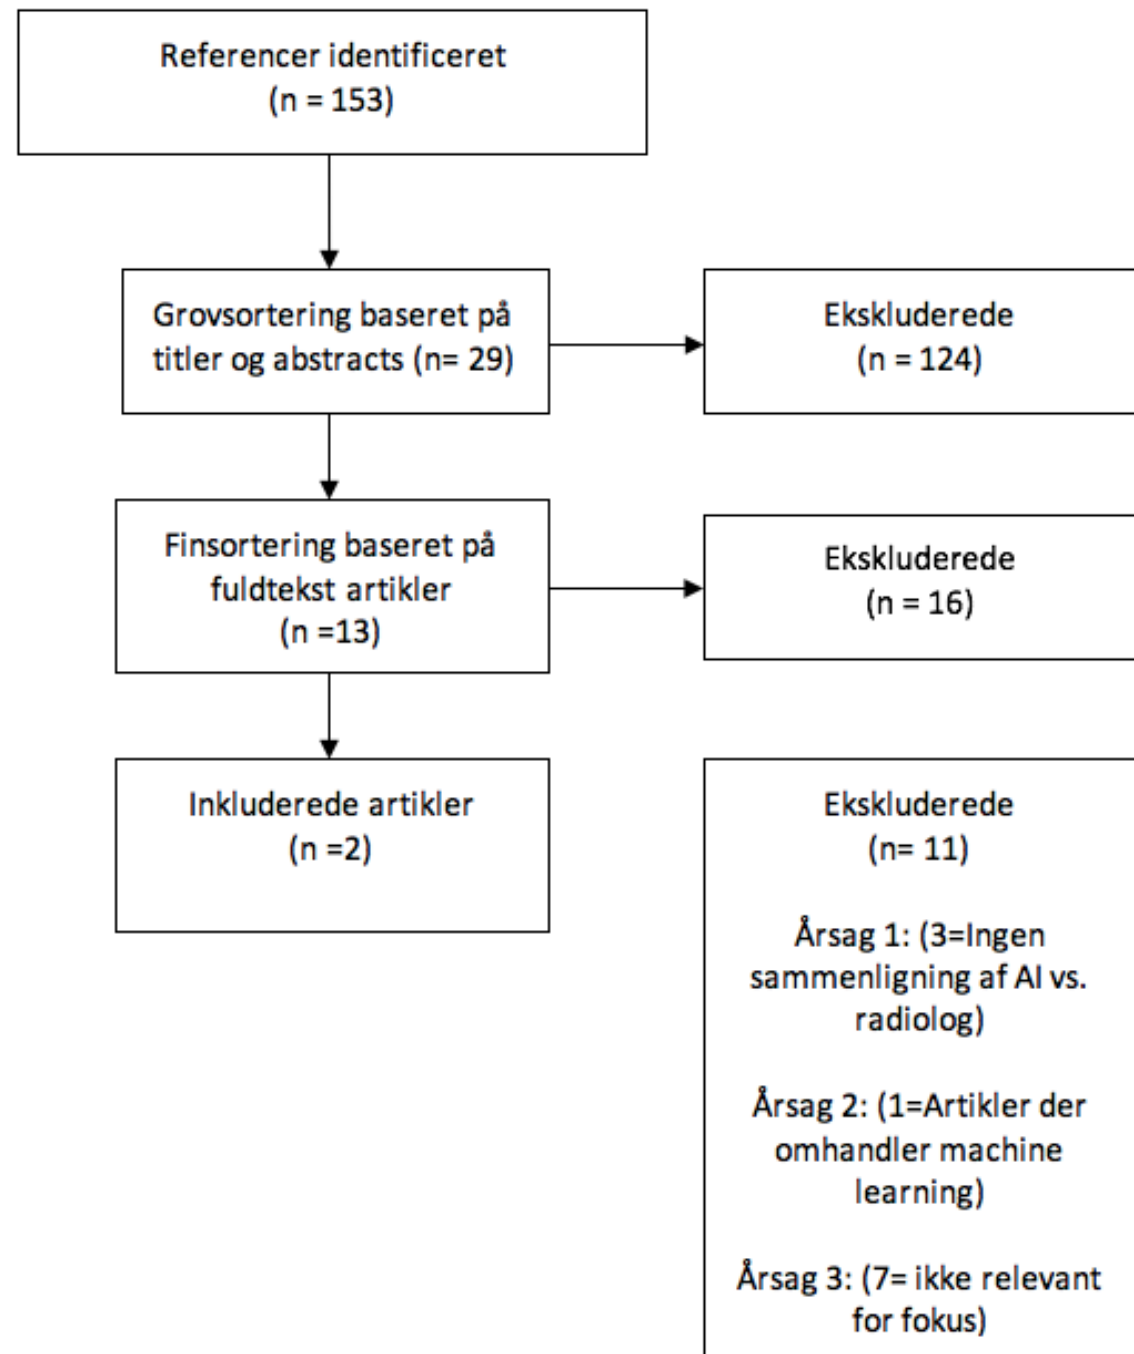 Referencer identificeret
(n = 153)
Grovsortering baseret på
titler og abstracts (n= 29)
Ekskluderede
(n = 124)
Finsortering baseret på
fuldtekst artikler
(n =13)
Ekskluderede
(n = 16)
Inkluderede artikler
(n =2)
Ekskluderede
(n= 11)
Årsag 1: (3=Ingen
sammenligning af AI vs.
radiolog)
Årsag 2: (1=Artikler der
omhandler machine
learning)
Årsag 3: (7= ikke relevant
for fokus)